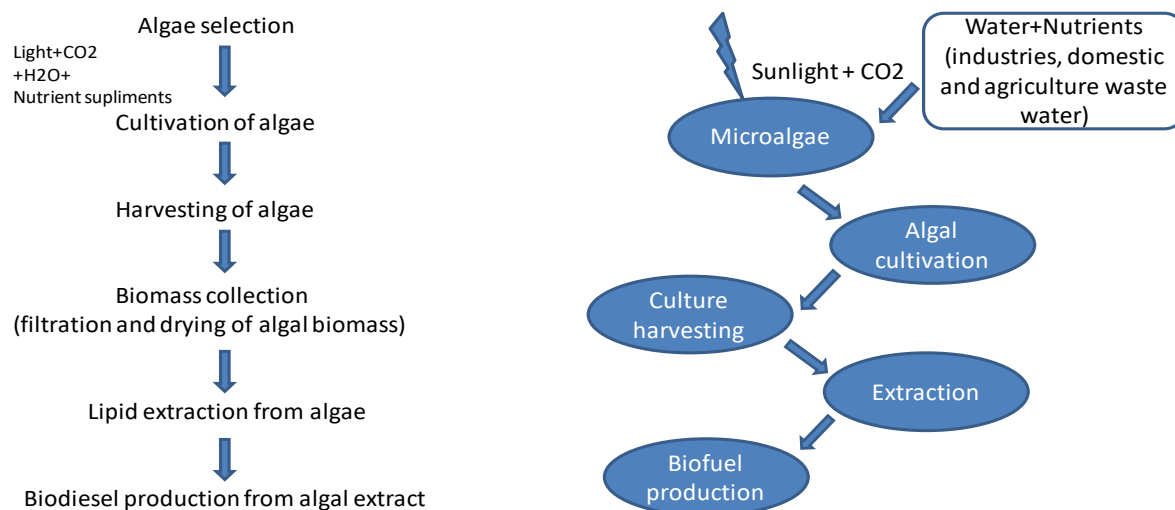 Algae selection
Light+CO2
+H2O+
Nutrient supliments
Cultivation of algae
Harvesting of algae
Biomass collection
(filtration and drying of algal biomass)
Lipid extraction from algae
Biodiesel production from algal extract
Sunlight + CO2
Water+Nutrients
(industries, domestic
and agriculture waste
water)
Microalgae
Algal
cultivation
Culture
harvesting
Extraction
Biofuel
production